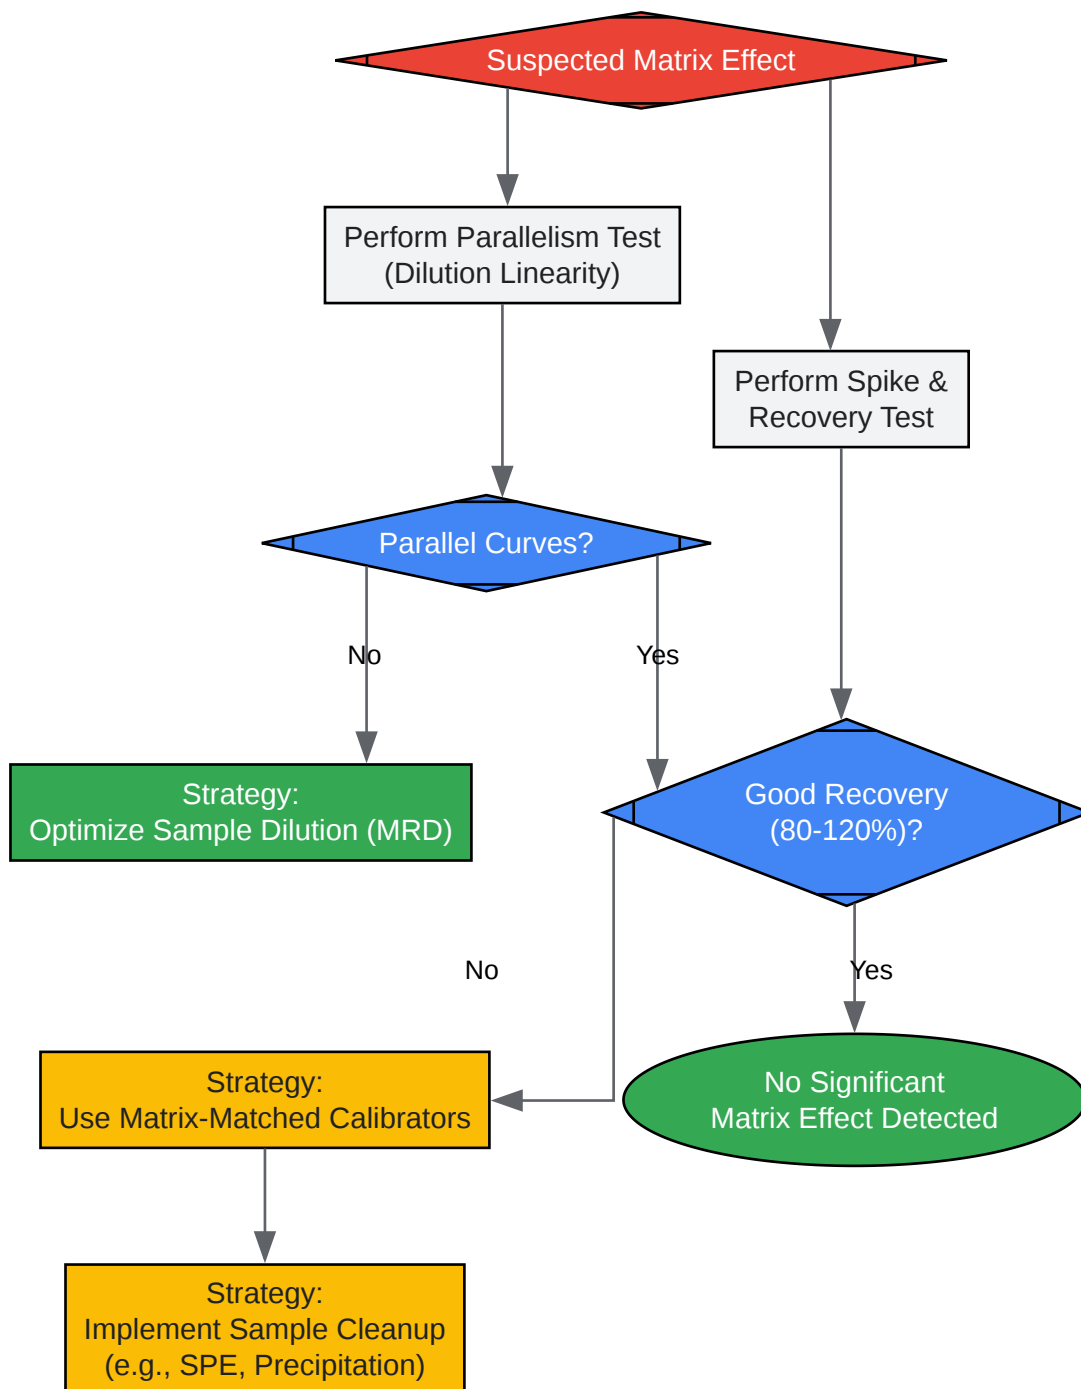 Suspected Matrix Effect
Perform Parallelism Test
(Dilution Linearity)
Perform Spike &
Recovery Test
Parallel Curves?
No
Yes
Strategy:
Optimize Sample Dilution (MRD)
Good Recovery
(80-120%)?
No
Yes
Strategy:
Use Matrix-Matched Calibrators
No Significant
Matrix Effect Detected
Strategy:
Implement Sample Cleanup
(e.g., SPE, Precipitation)